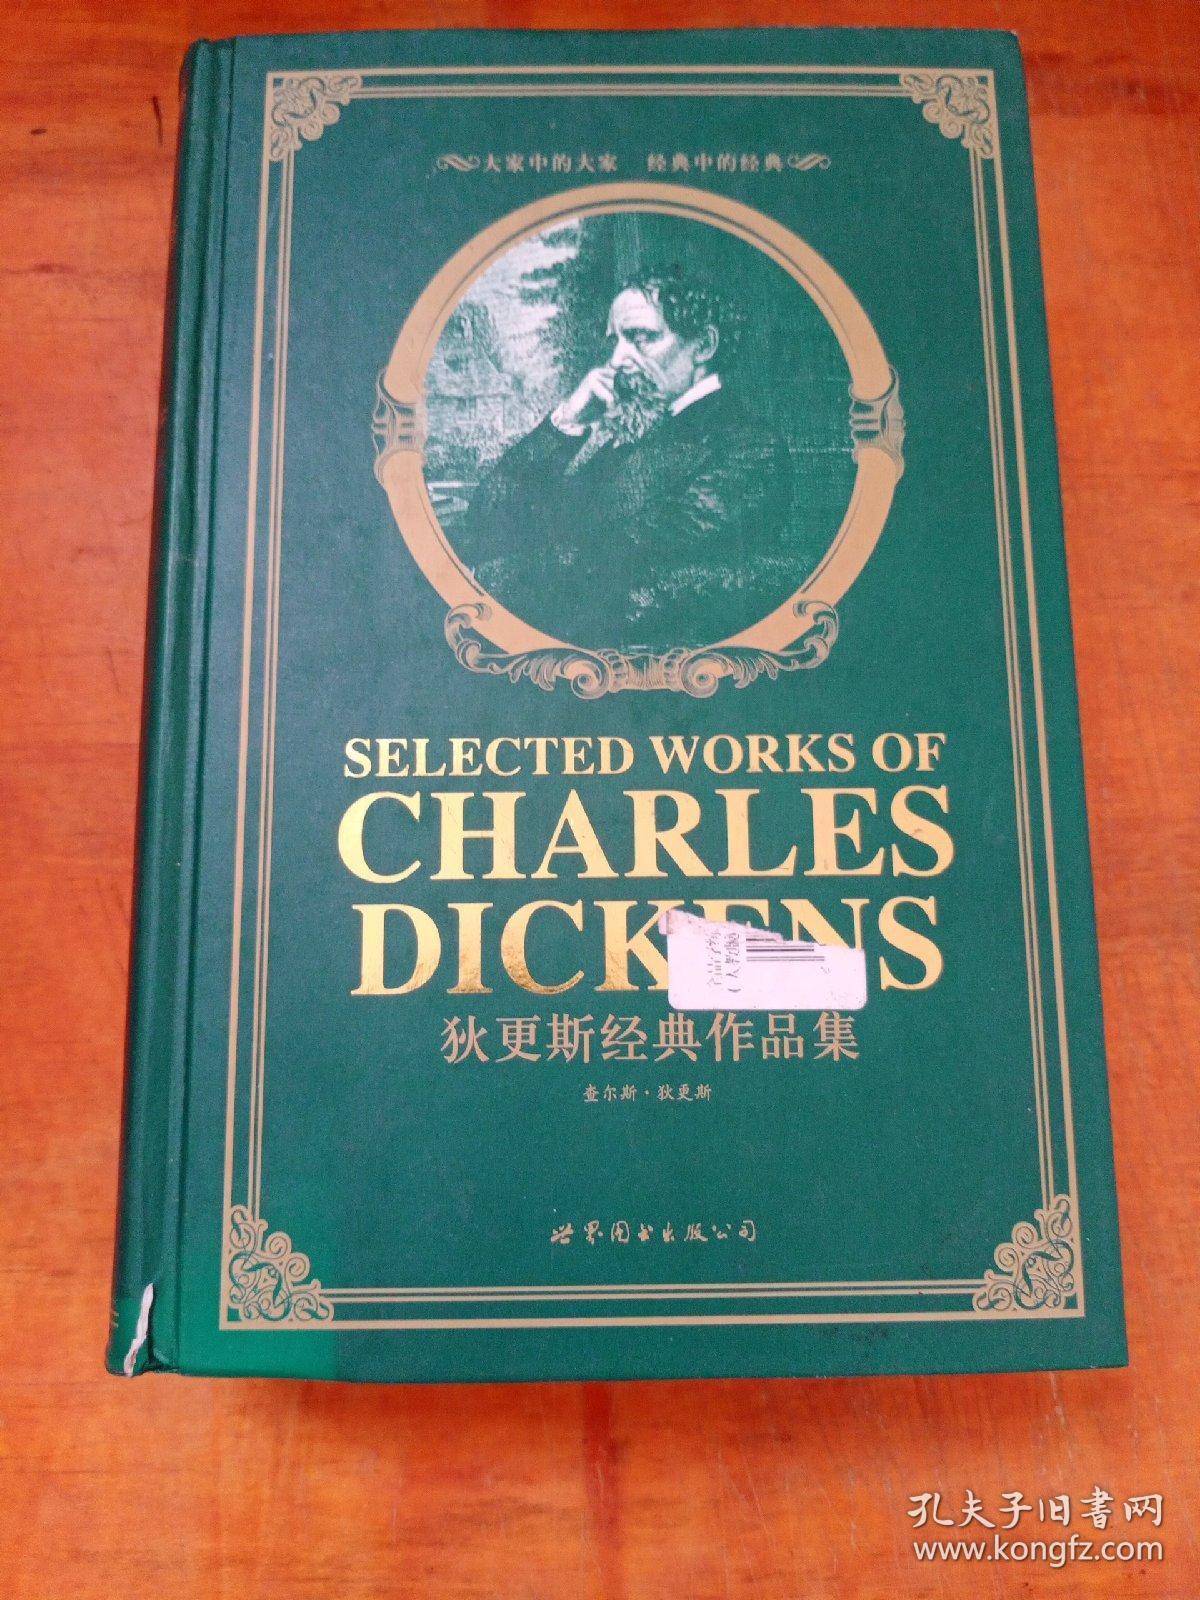 大家中的大家 经典中的经典
SELECTED WORKS OF
CHARLES
DICKENS
狄更斯经典作品集
查尔斯·狄更斯
世界图书出版公司
孔夫子旧书网
www.kongfz.com